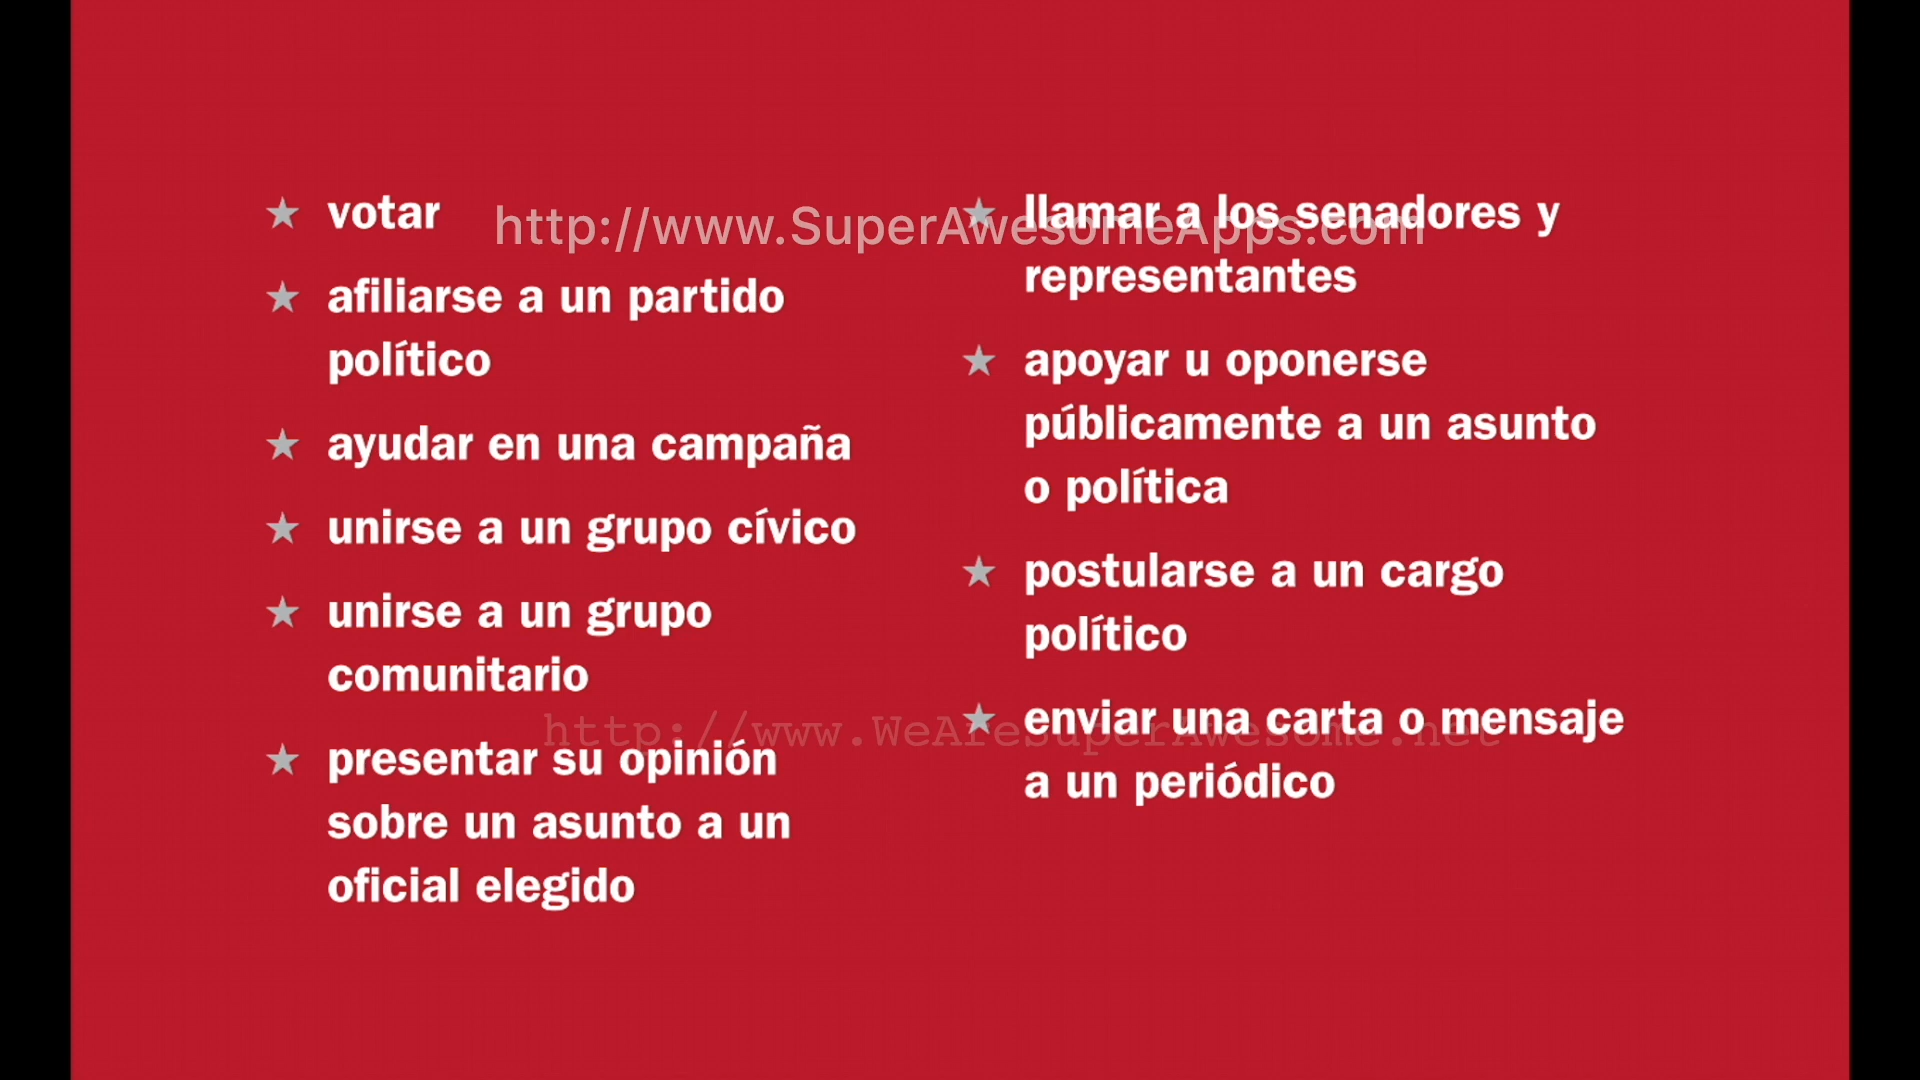 votar
afiliarse a un partido
político
ayudar en una campaña
unirse a un grupo cívico
unirse a un grupo
comunitario
presentar su opinión
sobre un asunto a un
oficial elegido
http://www.SuperAwesomeApps.com
llamar a los senadores y
representantes
apoyar u oponerse
públicamente a un asunto
o política
postularse a un cargo
político
enviar una carta o mensaje
a un periódico
http://www.WeAresuperAwesome.net